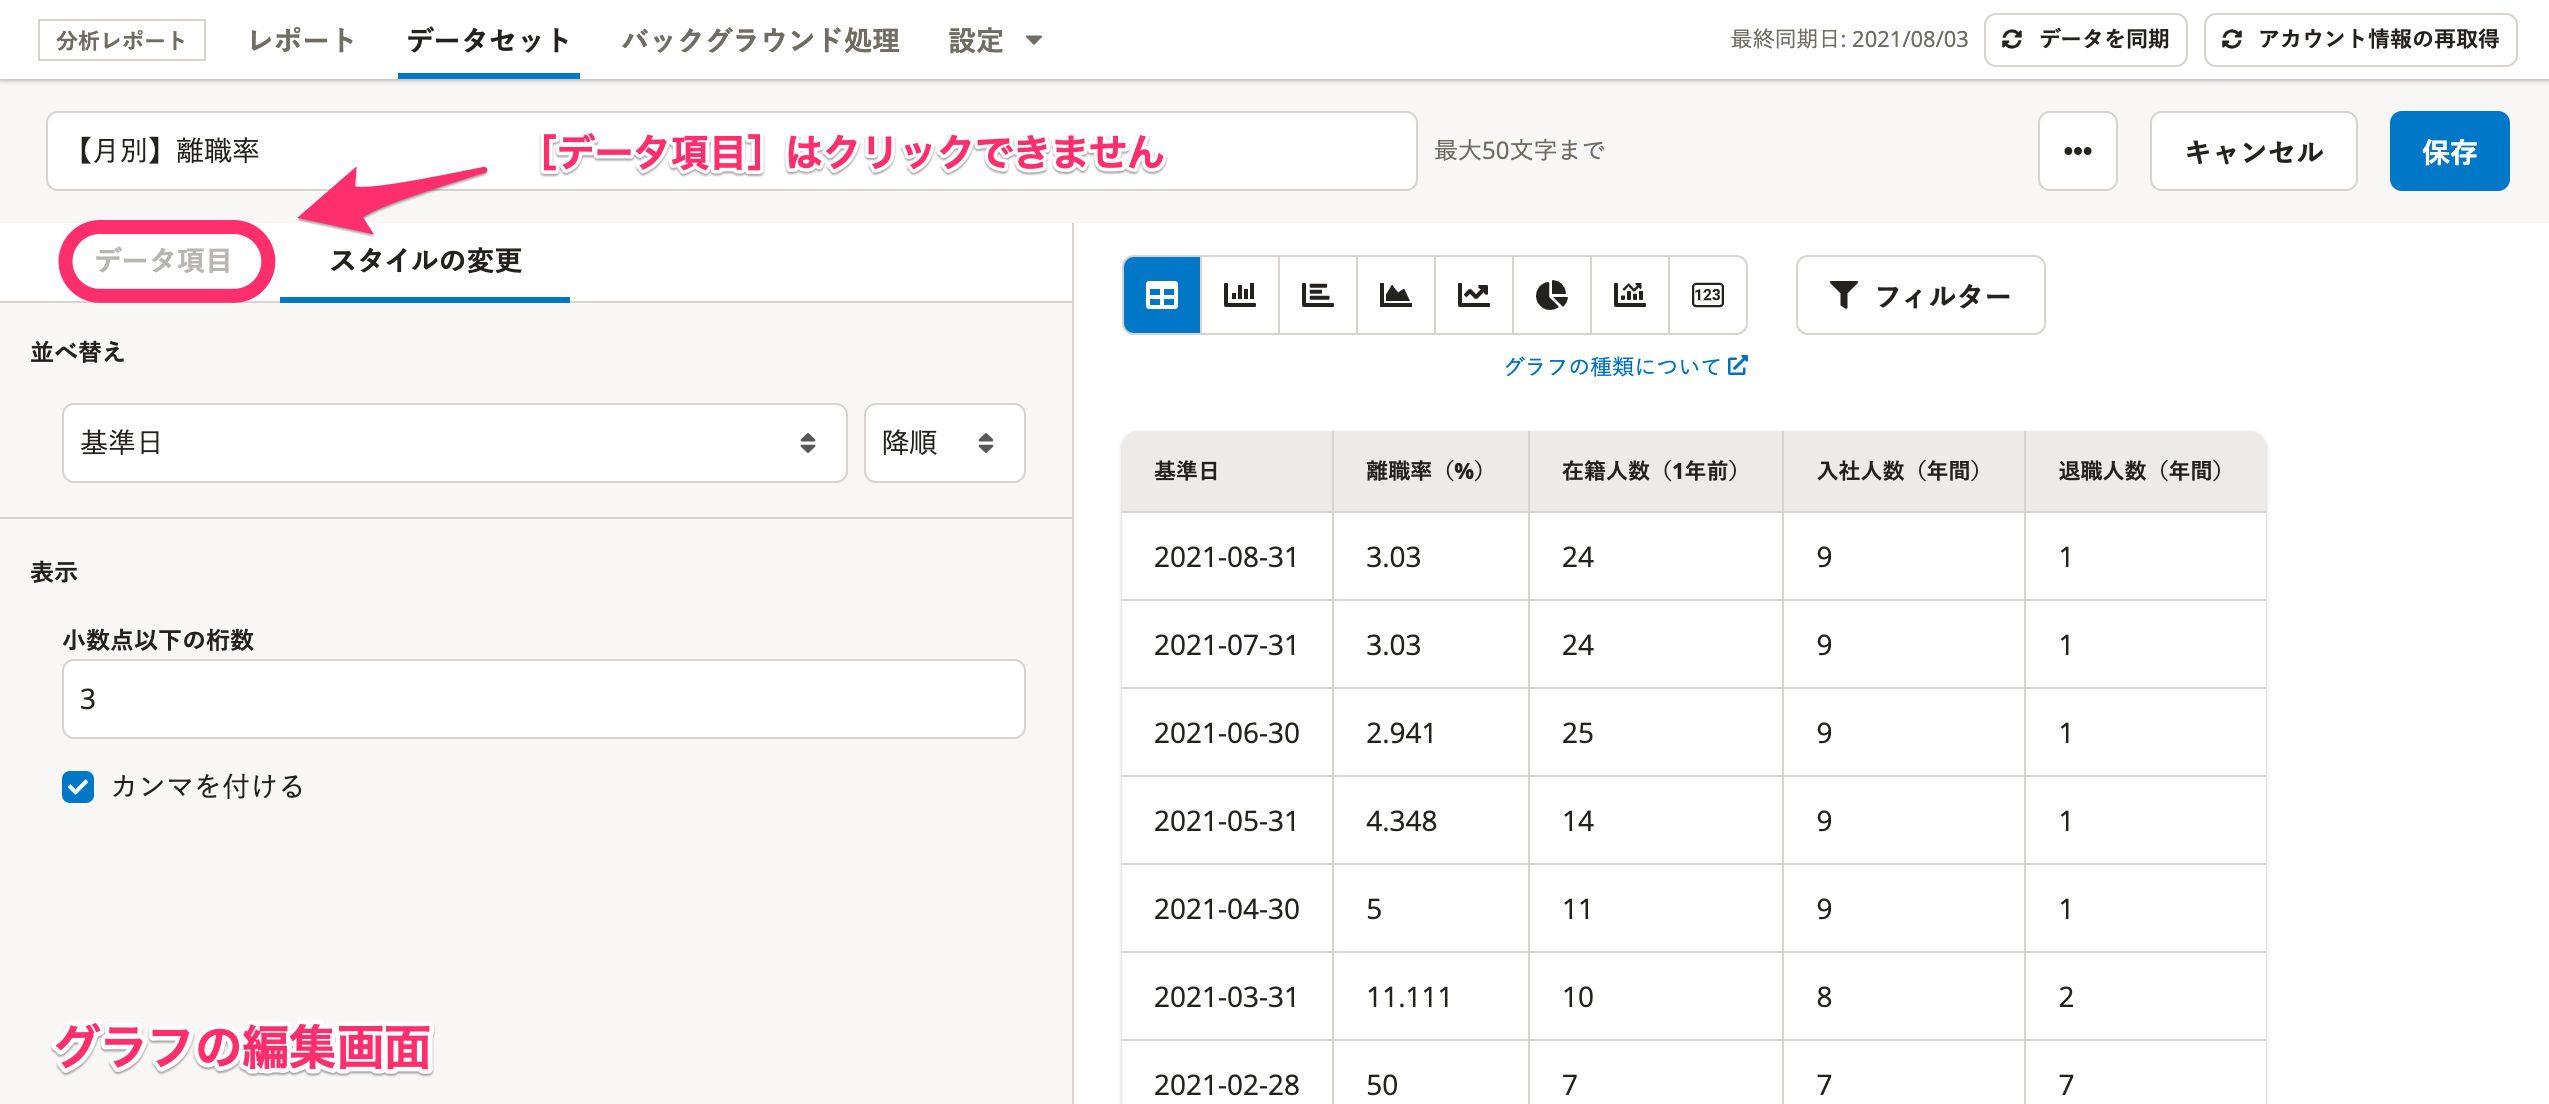 分析レポート レポート データセット バックグラウンド処理 設定 最終同期日: 2021/08/03 データを同期 アカウント情報の再取得
【月別】離職率 [データ項目] はクリックできません 最大50文字まで ••• キャンセル 保存
データ項目 スタイルの変更
123 フィルター
グラフの種類について
並べ替え
基準日 降順
表示
小数点以下の桁数
3
カンマを付ける
グラフの編集画面
基準日 離職率（%） 在籍人数（1年前） 入社人数（年間） 退職人数（年間）
2021-08-31 3.03 24 9 1
2021-07-31 3.03 24 9 1
2021-06-30 2.941 25 9 1
2021-05-31 4.348 14 9 1
2021-04-30 5 11 9 1
2021-03-31 11.111 10 8 2
2021-02-28 50 7 7 7